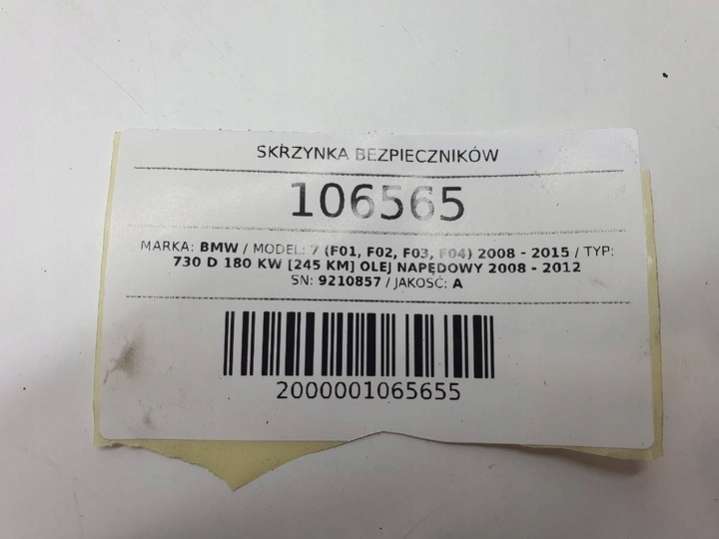 SKRZYNKA BEZPIECZNIKÓW
106565
MARKA: BMW / MODEL: 7 (F01, F02, F03, F04) 2008 - 2015 / TYP:
730 D 180 KW [245 KM] OLEJ NAPĘDOWY 2008 - 2012
SN: 9210857 / JAKOŚĆ: A
2000001065655